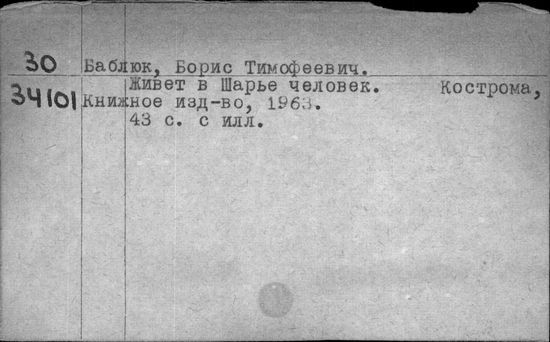 30 Баблюк, Борис Тимофеевич.
Живет в Шарье человек. Кострома,
34101 Книжное изд-во, 1963.
43 с. с илл.